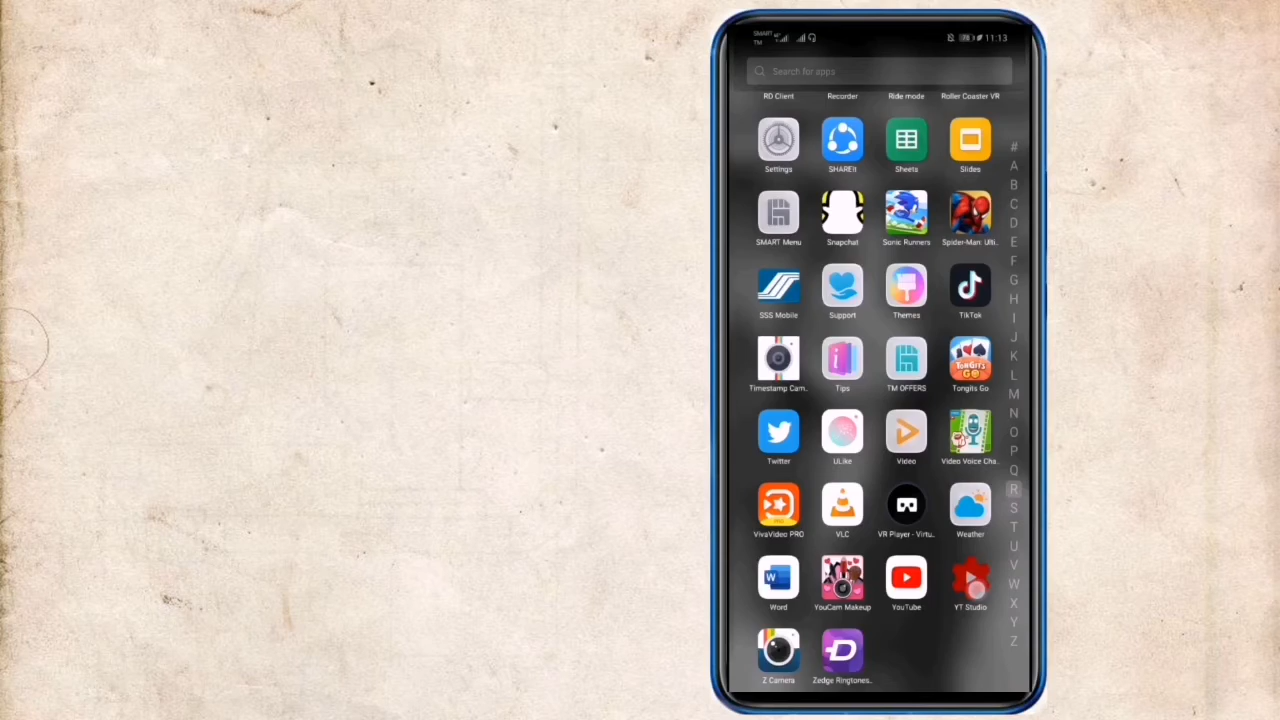 SMART
TM
78
11:13
Search for apps
RD Client Recorder Ride mode Roller Coaster VR
#
Settings SHAREit Sheets Slides
A
B
C
D
SMART Menu Snapchat Sonic Runners Spider-Man: Ulti..
E
F
G
H
SSS Mobile Support Themes TikTok
I
J
K
L
Timestamp Cam.. Tips TM OFFERS Tongits Go
M
N
O
P
Twitter ULike Video Video Voice Cha..
Q
R
S
VivaVideo PRO VLC VR Player - Virtu.. Weather
T
U
V
W
X
Word YouCam Makeup YouTube YT Studio
Y
Z
Z Camera Zedge Ringtones..